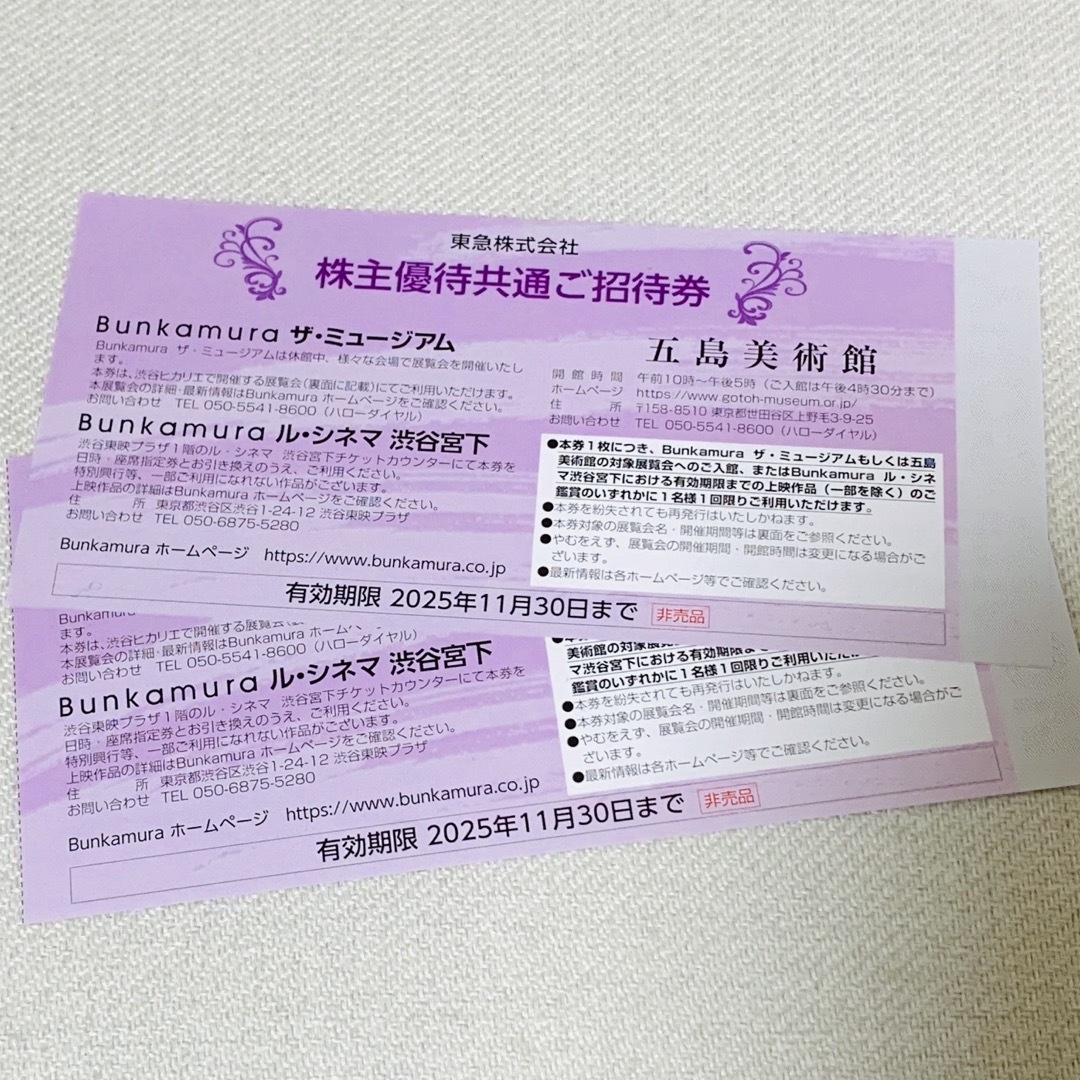 東急株式会社
株主優待共通ご招待券
Bunkamura ザ・ミュージアム
Bunkamura ザ・ミュージアムは休館中、様々な会場で展覧会を開催いたし
ます。
本券は、渋谷ヒカリエで開催する展覧会(裏面に記載)にてご利用いただけます。
本展覧会の詳細・最新情報はBunkamura ホームページをご確認ください。
お問い合わせ TEL 050-5541-8600(ハローダイヤル)
Bunkamura ル・シネマ 渋谷宮下
渋谷東映プラザ1階のル・シネマ 渋谷宮下チケットカウンターにて本券を
日時・座席指定券とお引き換えのうえ、ご利用ください。
特別興行等、一部ご利用になれない作品がございます。
上映作品の詳細はBunkamura ホームページをご確認ください。
住 所 東京都渋谷区渋谷1-24-12 渋谷東映プラザ
お問い合わせ TEL 050-6875-5280
Bunkamura ホームページ https://www.bunkamura.co.jp
五島美術館
開館時間 午前10時~午後5時(ご入館は午後4時30分まで)
ホームページ https://www.gotoh-museum.or.jp/
住 所 〒158-8510 東京都世田谷区上野毛3-9-25
お問い合わせ TEL 050-5541-8600(ハローダイヤル)
●本券1枚につき、Bunkamura ザ・ミュージアムもしくは五島
美術館の対象展覧会へのご入館、またはBunkamura ル・シネ
マ渋谷宮下における有効期限までの上映作品(一部を除く)のご
鑑賞のいずれかに1名様1回限りご利用いただけます。
●本券を紛失されても再発行はいたしかねます。
●本券対象の展覧会名・開催期間等は裏面をご参照ください。
●やむをえず、展覧会の開催期間・開館時間は変更になる場合がご
ざいます。
●最新情報は各ホームページ等でご確認ください。
有効期限 2025年11月30日まで 非売品
Bunkamura
ます。
本券は、渋谷ヒカリエで開催する展覧会
本展覧会の詳細・最新情報はBunkamura ホームペー
お問い合わせ TEL 050-5541-8600(ハローダイヤル)
Bunkamura ル・シネマ 渋谷宮下
渋谷東映プラザ1階のル・シネマ 渋谷宮下チケットカウンターにて本券を
日時・座席指定券とお引き換えのうえ、ご利用ください。
特別興行等、一部ご利用になれない作品がございます。
上映作品の詳細はBunkamura ホームページをご確認ください。
住 所 東京都渋谷区渋谷1-24-12 渋谷東映プラザ
お問い合わせ TEL 050-6875-5280
Bunkamura ホームページ https://www.bunkamura.co.jp
美術館の対象展覧
マ渋谷宮下における有効期限ま
鑑賞のいずれかに1名様1回限りご利用いただ
●本券を紛失されても再発行はいたしかねます。
●本券対象の展覧会名・開催期間等は裏面をご参照ください。
●やむをえず、展覧会の開催期間・開館時間は変更になる場合がご
ざいます。
●最新情報は各ホームページ等でご確認ください。
有効期限 2025年11月30日まで 非売品